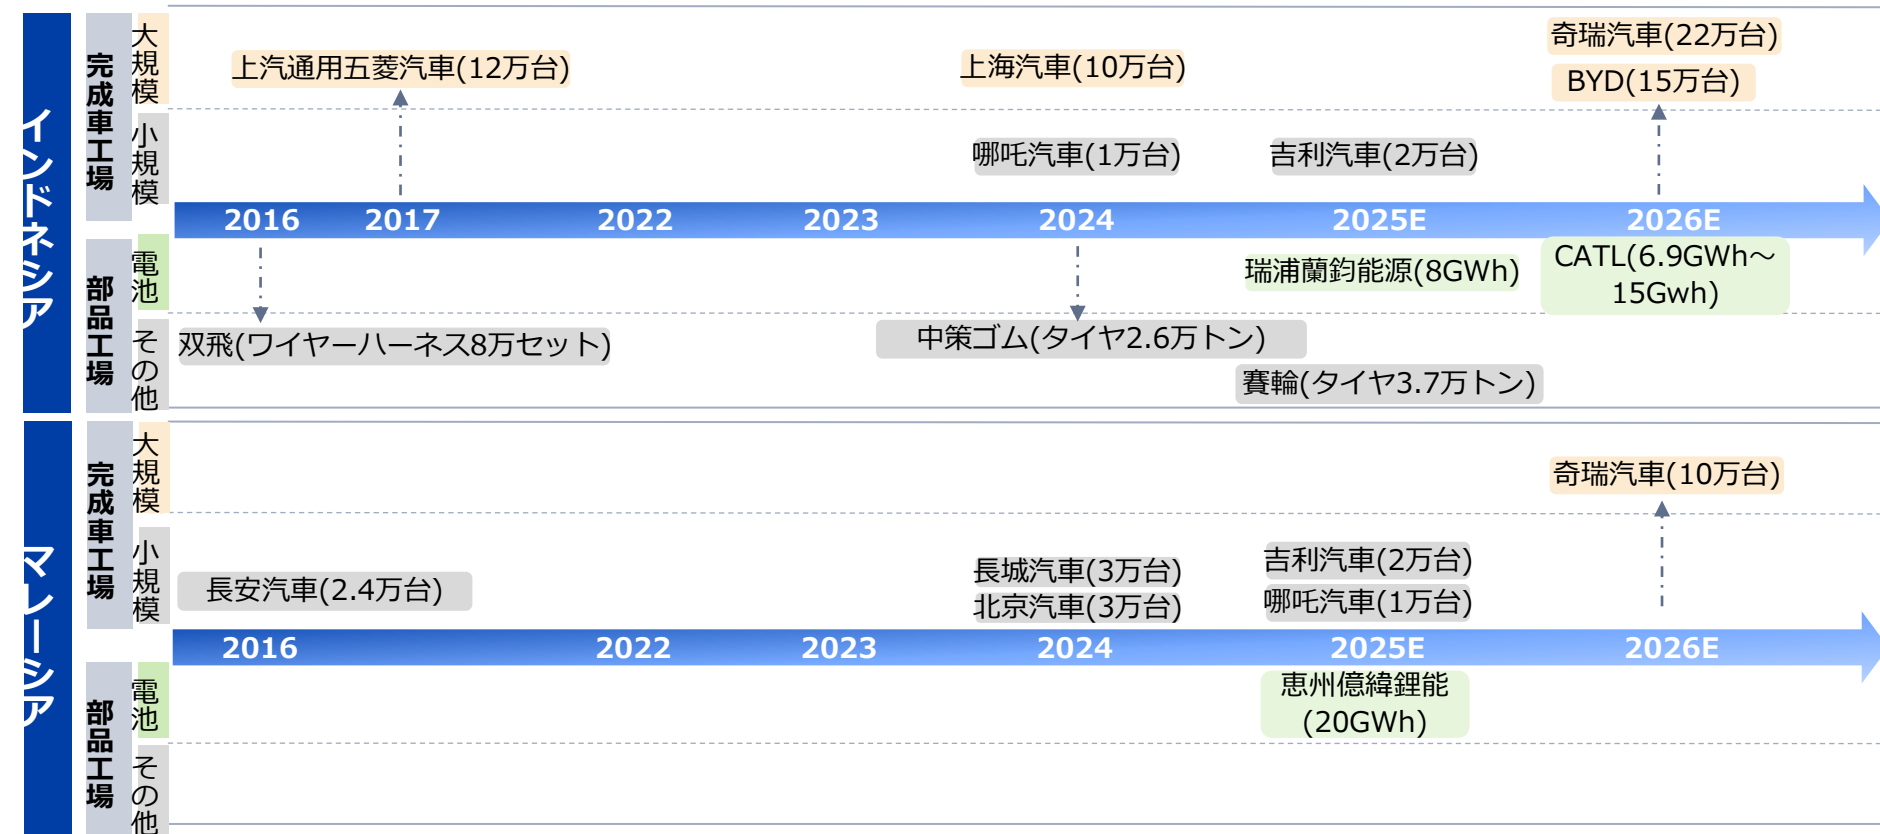 インドネシア
完成車工場
大規模
上汽通用五菱汽車(12万台)
上海汽車(10万台)
奇瑞汽車(22万台)
BYD(15万台)
小規模
哪吒汽車(1万台)
吉利汽車(2万台)
2016 2017 2022 2023 2024 2025E 2026E
部品工場
電池
瑞浦蘭鈞能源(8GWh)
CATL(6.9GWh～
15Gwh)
その他
双飛(ワイヤーハーネス8万セット)
中策ゴム(タイヤ2.6万トン)
賽輪(タイヤ3.7万トン)
マレーシア
完成車工場
大規模
奇瑞汽車(10万台)
小規模
長安汽車(2.4万台)
長城汽車(3万台)
北京汽車(3万台)
吉利汽車(2万台)
哪吒汽車(1万台)
2016 2022 2023 2024 2025E 2026E
部品工場
電池
恵州億緯鋰能
(20GWh)
その他